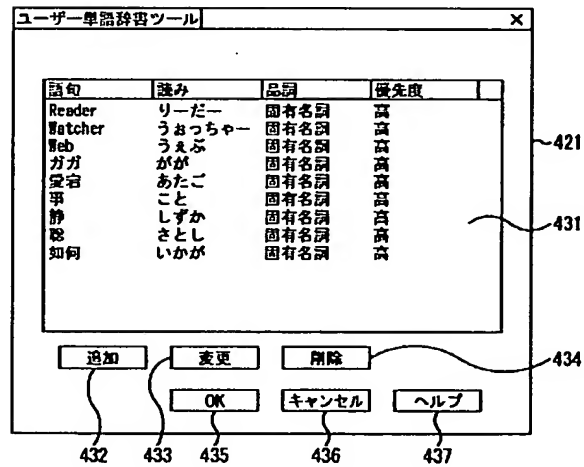 ユーザー単語辞書ツール ×
語句 読み 品詞 優先度
Reader りーだー 固有名詞 高
Watcher うぉっちゃー 固有名詞 高
Web うぇぶ 固有名詞 高
ガガ がが 固有名詞 高
愛宕 あたご 固有名詞 高
事 こと 固有名詞 高
静 しずか 固有名詞 高
聡 さとし 固有名詞 高
如何 いかが 固有名詞 高
421
431
追加 変更 削除 434
OK キャンセル ヘルプ
432 433 435 436 437